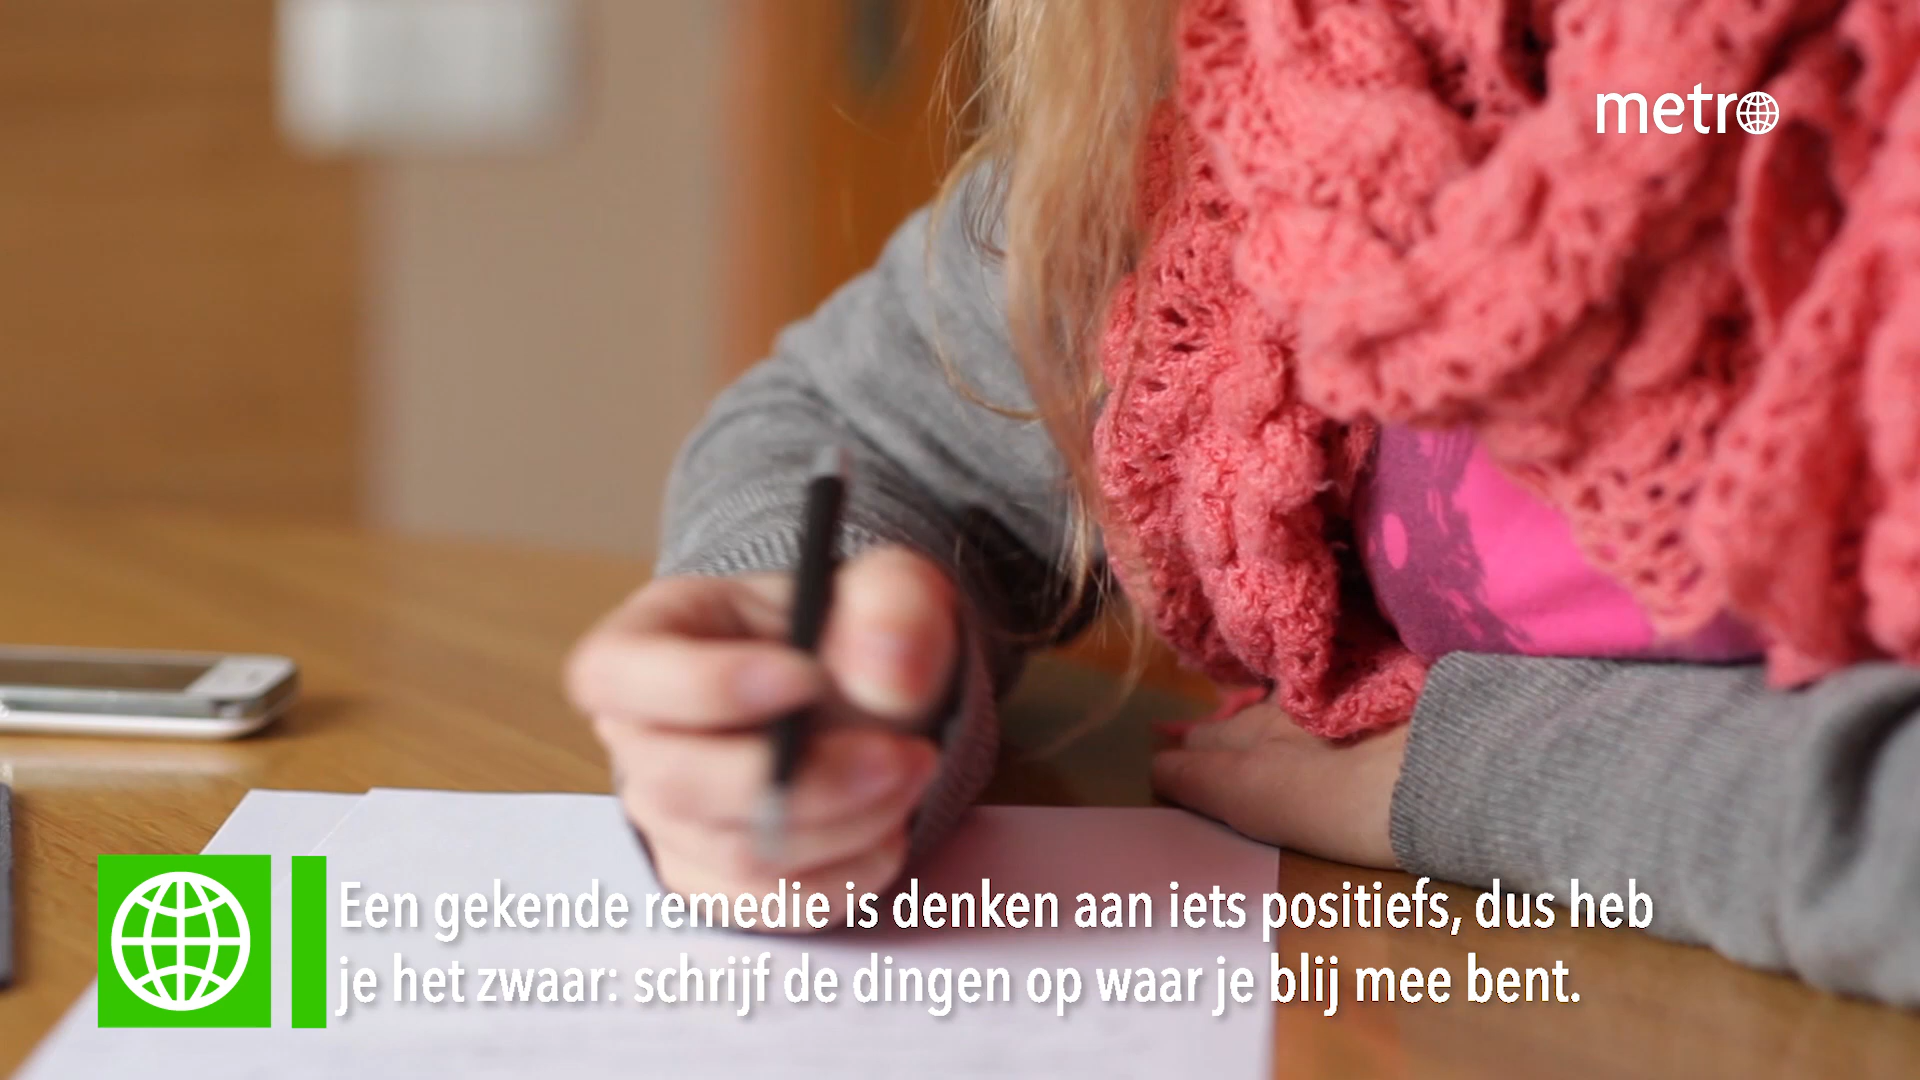 metro
Een gekende remedie is denken aan iets positiefs, dus heb
je het zwaar: schrijf de dingen op waar je blij mee bent.